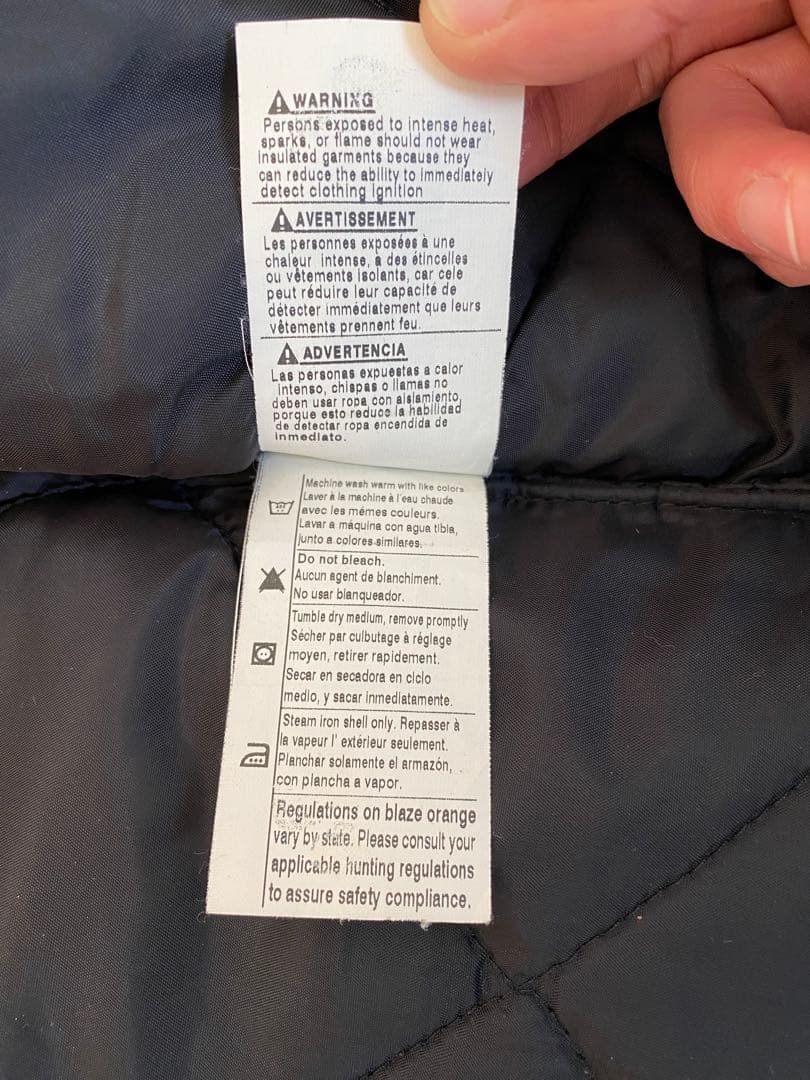 WARNING
Persons exposed to intense heat,
sparks, or flame should not wear
insulated garments because they
can reduce the ability to immediately
detect clothing ignition
AVERTISSEMENT
Les personnes exposées à une
chaleur intense, a des étincelles
ou vêtements isolants, car cele
peut réduire leur capacité de
détecter immédiatement que leurs
vêtements prennent feu.
ADVERTENCIA
Las personas expuestas a calor
intenso, chispas o llamas no
deben usar ropa con aislamiento,
porque esto reduce la habilidad
de detectar ropa encendida de
inmediato.
Machine wash warm with like colors
Laver à la machine à l'eau chaude
avec les mémes couleurs.
Lavar a máquina con agua tibla,
junto a colores similares.
Do not bleach.
Aucun agent de blanchiment.
No usar blanqueador.
Tumble dry medium, remove promptly
Sécher par culbutage à réglage
moyen, retirer rapidement.
Secar en secadora en ciclo
medio, y sacar inmediatamente.
Steam iron shell only. Repasser à
la vapeur l' extérieur seulement.
Planchar solamente el armazón,
con plancha a vapor.
Regulations on blaze orange
vary by state. Please consult your
applicable hunting regulations
to assure safety compliance.